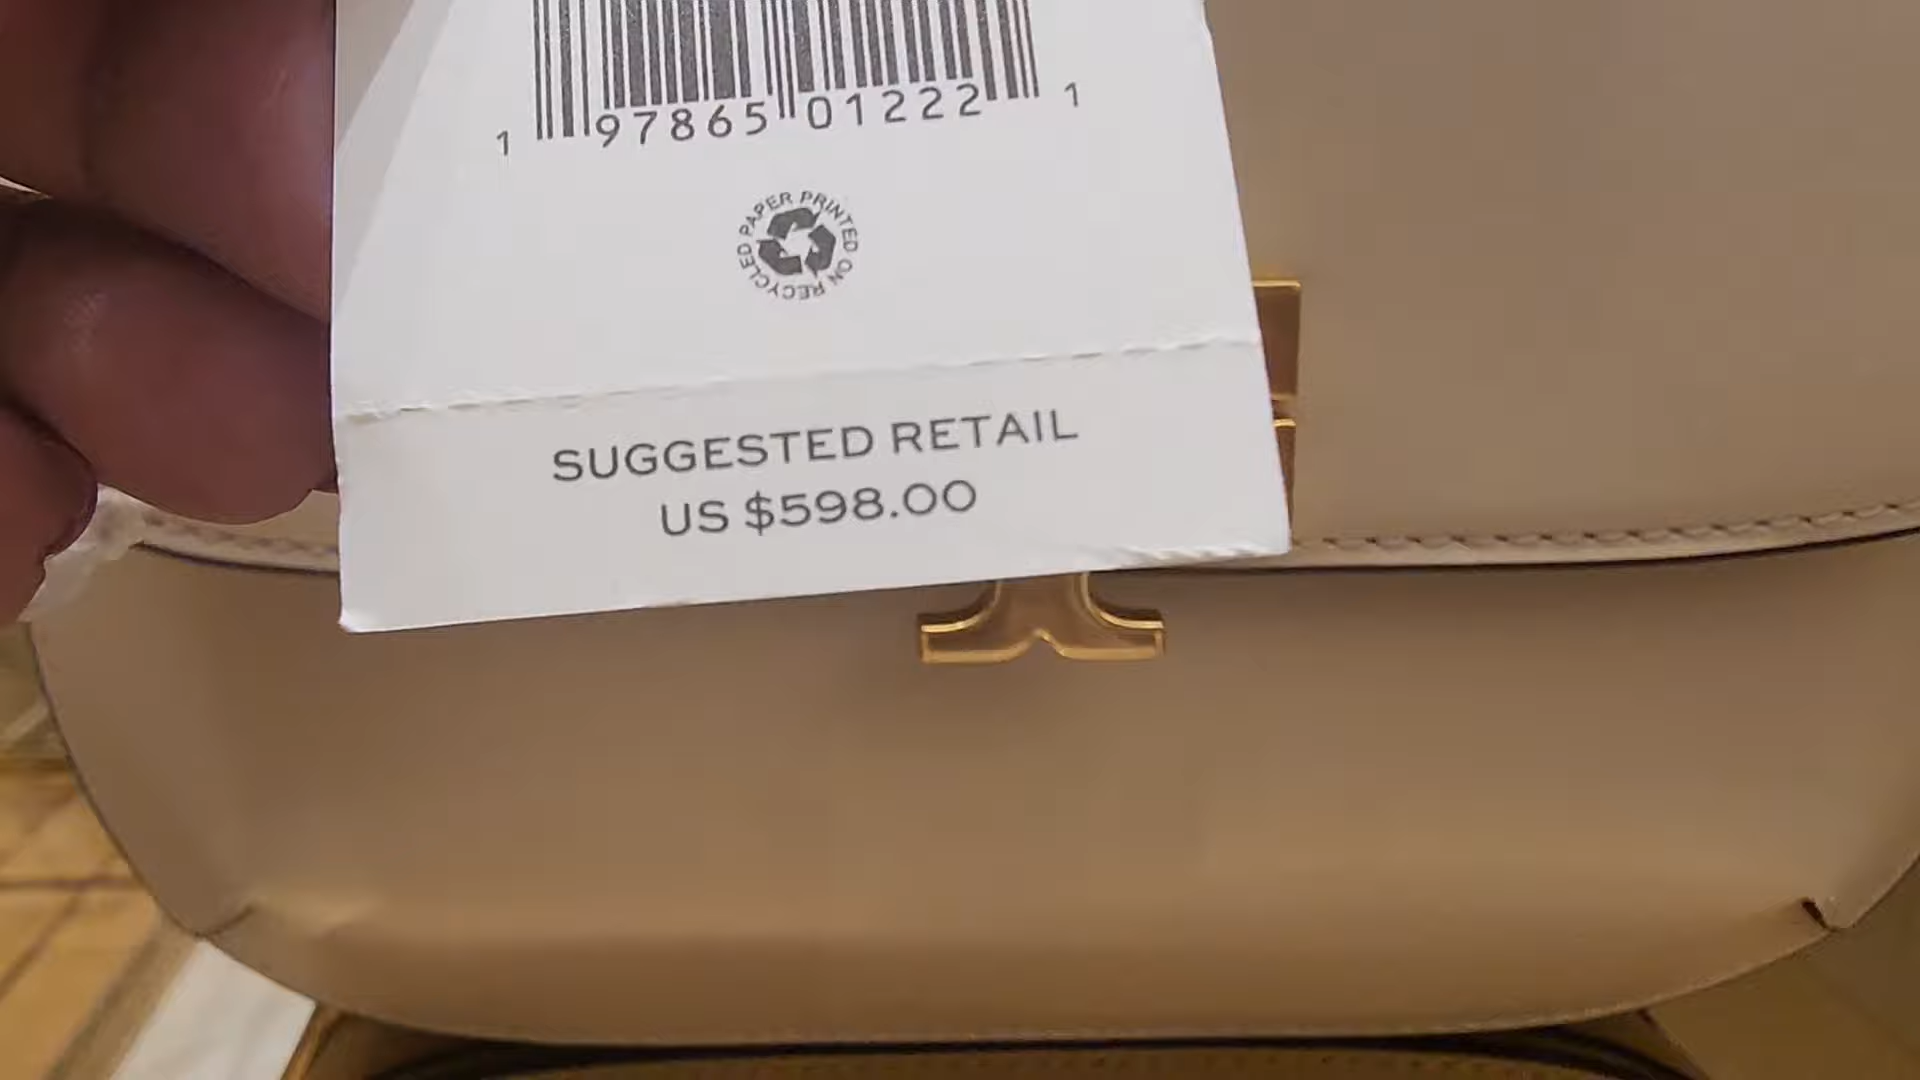 1 97865 01222 1
PRINTED ON RECYCLED PAPER
SUGGESTED RETAIL
US $598.00